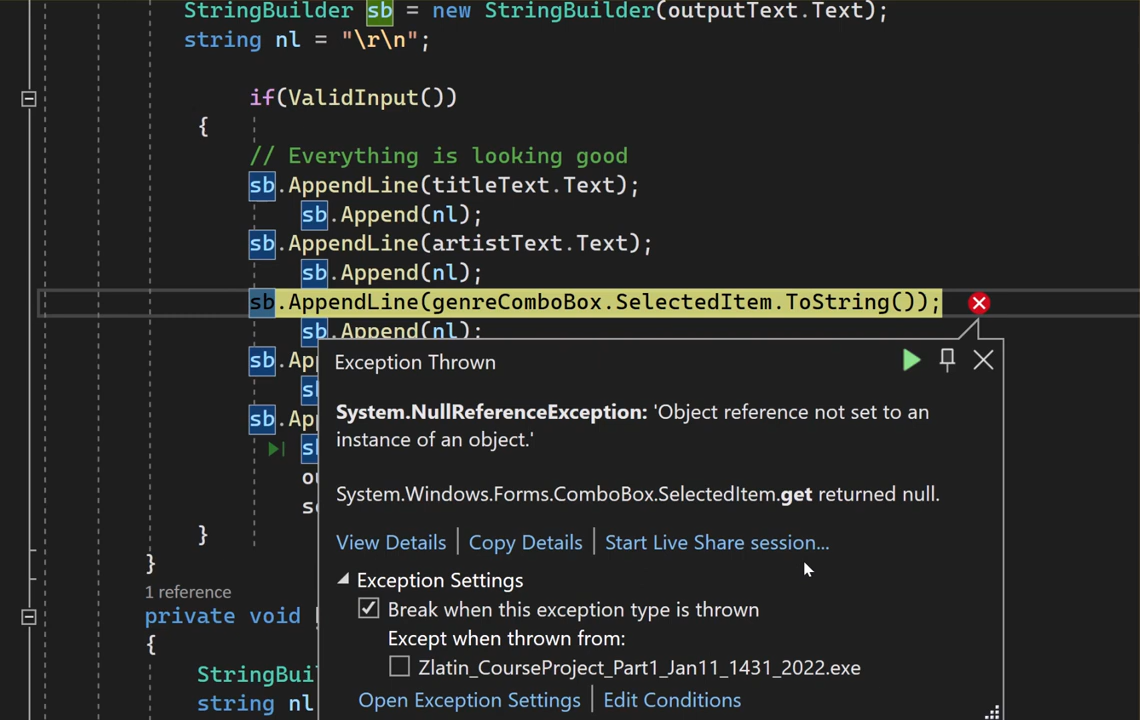 StringBuilder sb = new StringBuilder(outputText.Text);
string nl = "\r\n";
if(ValidInput())
{
// Everything is looking good
sb.AppendLine(titleText.Text);
sb.Append(nl);
sb.AppendLine(artistText.Text);
sb.Append(nl);
sb.AppendLine(genreComboBox.SelectedItem.ToString());
sb.Append(nl);
sb.Ap
Exception Thrown
System.NullReferenceException: 'Object reference not set to an
instance of an object.'
sb.Ap
System.Windows.Forms.ComboBox.SelectedItem.get returned null.
}
View Details | Copy Details | Start Live Share session...
}
Exception Settings
1 reference
private void
Break when this exception type is thrown
Except when thrown from:
{
Zlatin_CourseProject_Part1_Jan11_1431_2022.exe
StringBui
string nl
Open Exception Settings | Edit Conditions